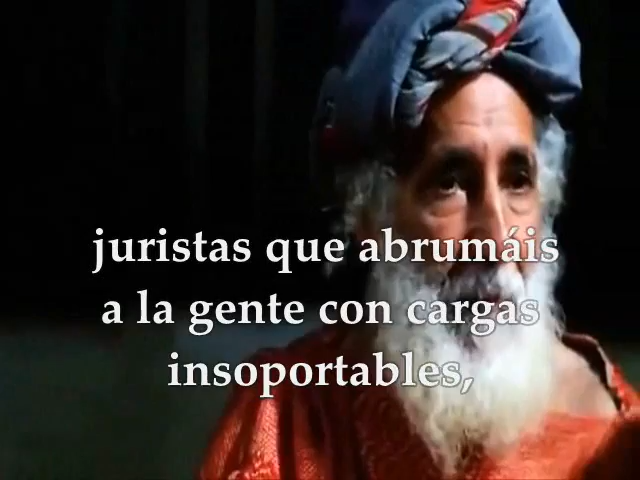 juristas que abrumáis
a la gente con cargas
insoportables,